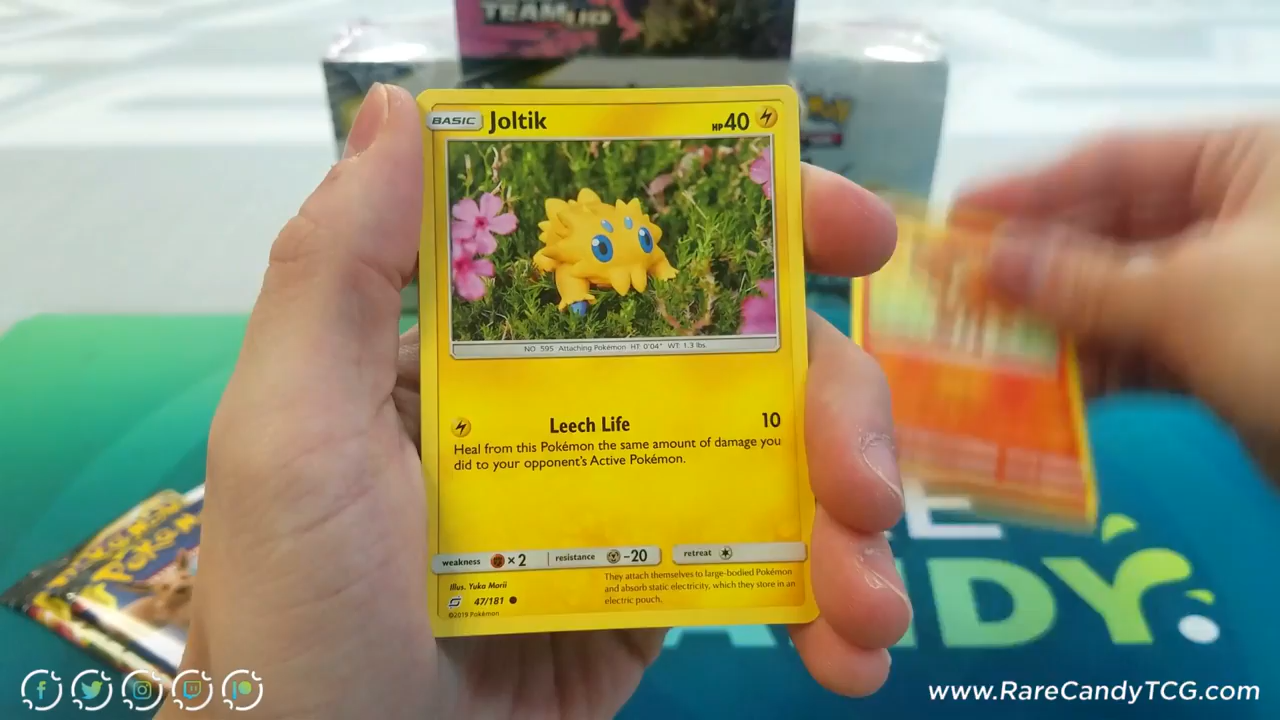 TEAM UP
BASIC Joltik HP 40
NO. 595 Attaching Pokémon HT: 0'04" WT: 1.3 lbs
Leech Life 10
Heal from this Pokémon the same amount of damage you
did to your opponent's Active Pokémon.
weakness ×2 resistance -20 retreat
Illus. Yuka Morii
47/181
©2019 Pokémon
They attach themselves to large-bodied Pokémon
and absorb static electricity, which they store in an
electric pouch.
NDY
www.RareCandyTCG.com